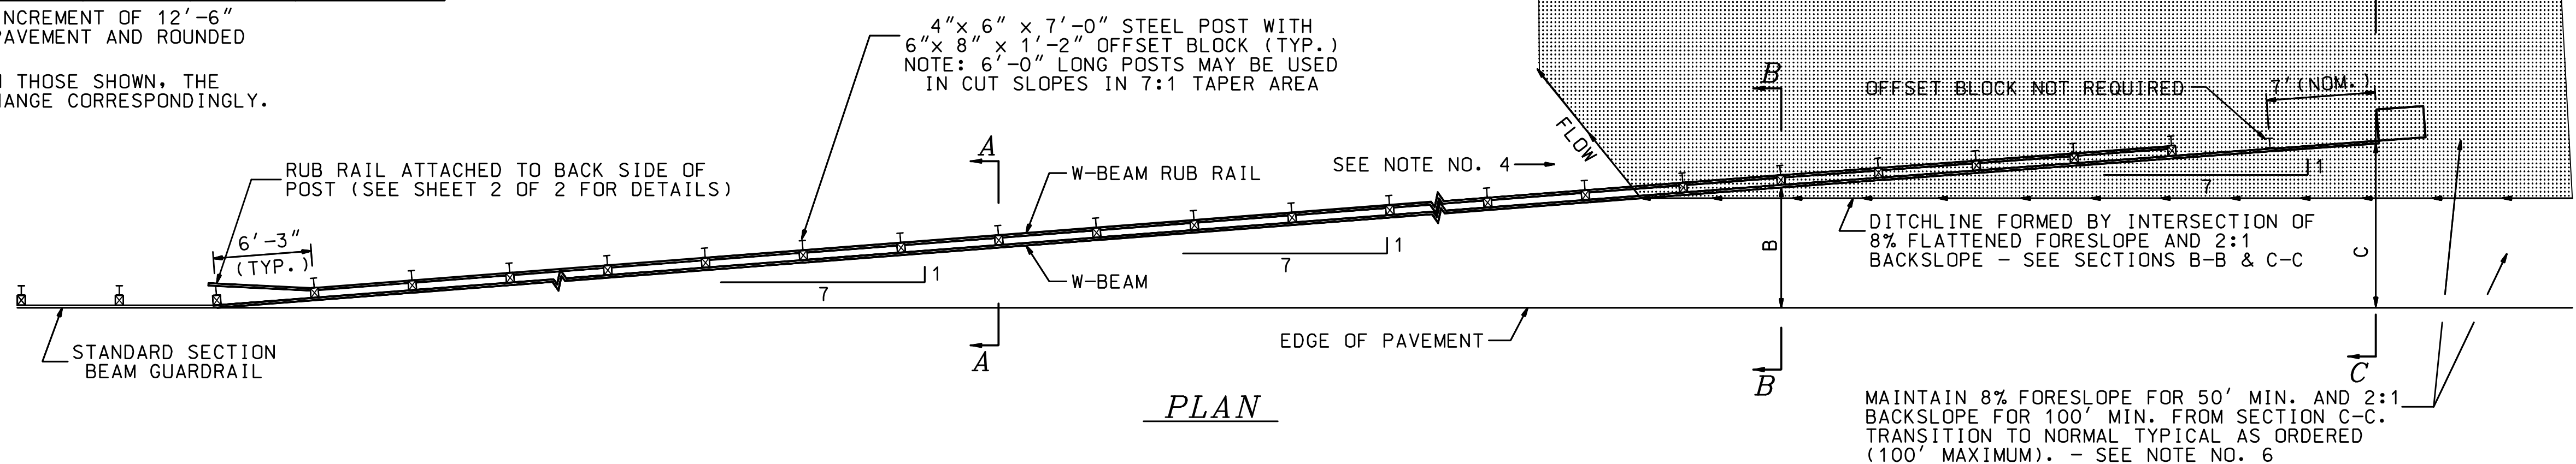 NCREMENT OF 12'-6"
PAVEMENT AND ROUNDED
THOSE SHOWN, THE
ANGE CORRESPONDINGLY.
4"x 6" x 7'-0" STEEL POST WITH
6"x 8" x 1'-2" OFFSET BLOCK (TYP.)
NOTE: 6'-0" LONG POSTS MAY BE USED
IN CUT SLOPES IN 7:1 TAPER AREA
B
OFFSET BLOCK NOT REQUIRED
7' (NOM.)
FLOW
A
RUB RAIL ATTACHED TO BACK SIDE OF
POST (SEE SHEET 2 OF 2 FOR DETAILS)
W-BEAM RUB RAIL
SEE NOTE NO. 4
1
7
6'-3"
(TYP.)
DITCHLINE FORMED BY INTERSECTION OF
8% FLATTENED FORESLOPE AND 2:1
BACKSLOPE - SEE SECTIONS B-B & C-C
B
C
1
7
1
7
W-BEAM
STANDARD SECTION
BEAM GUARDRAIL
EDGE OF PAVEMENT
A
B
C
PLAN
MAINTAIN 8% FORESLOPE FOR 50' MIN. AND 2:1
BACKSLOPE FOR 100' MIN. FROM SECTION C-C.
TRANSITION TO NORMAL TYPICAL AS ORDERED
(100' MAXIMUM). - SEE NOTE NO. 6